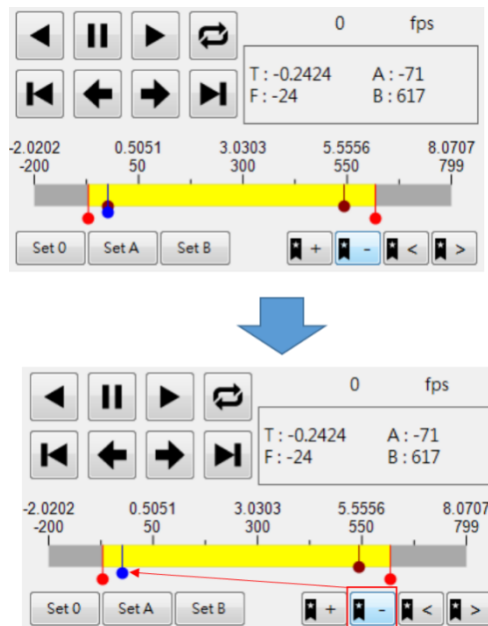 0 fps
T : -0.2424 A : -71
F : -24 B : 617
-2.0202 0.5051 3.0303 5.5556 8.0707
-200 50 300 550 799
Set 0 Set A Set B + - < >
0 fps
T : -0.2424 A : -71
F : -24 B : 617
-2.0202 0.5051 3.0303 5.5556 8.0707
-200 50 300 550 799
Set 0 Set A Set B + - < >